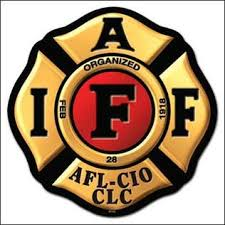 A
ORGANIZED
I F F
FEB 1918
28
AFL-CIO
CLC